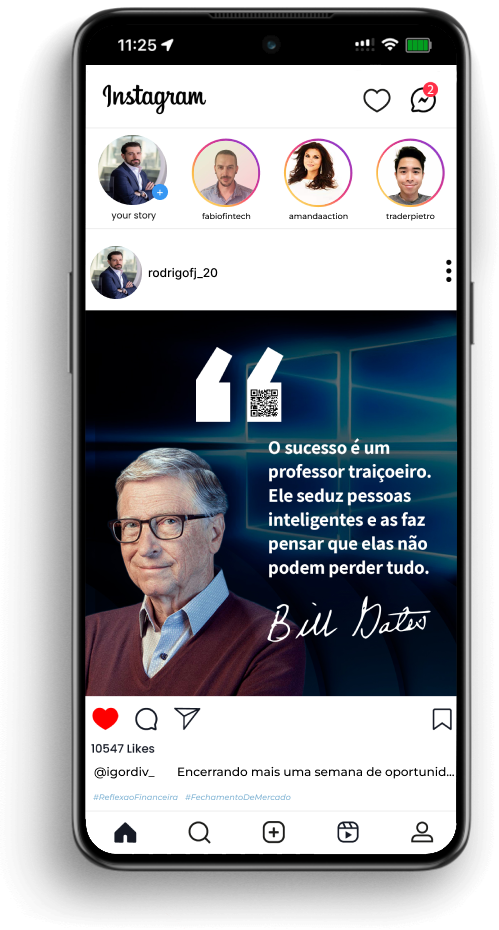 11:25
Instagram
2
your story
fabiofintech
amandaaction
traderpietro
rodrigofj_20
O sucesso é um
professor traiçoeiro.
Ele seduz pessoas
inteligentes e as faz
pensar que elas não
podem perder tudo.
Bill Gates
10547 Likes
@igordiv_ Encerrando mais uma semana de oportunid...
#ReflexaoFinanceira #FechamentoDeMercado